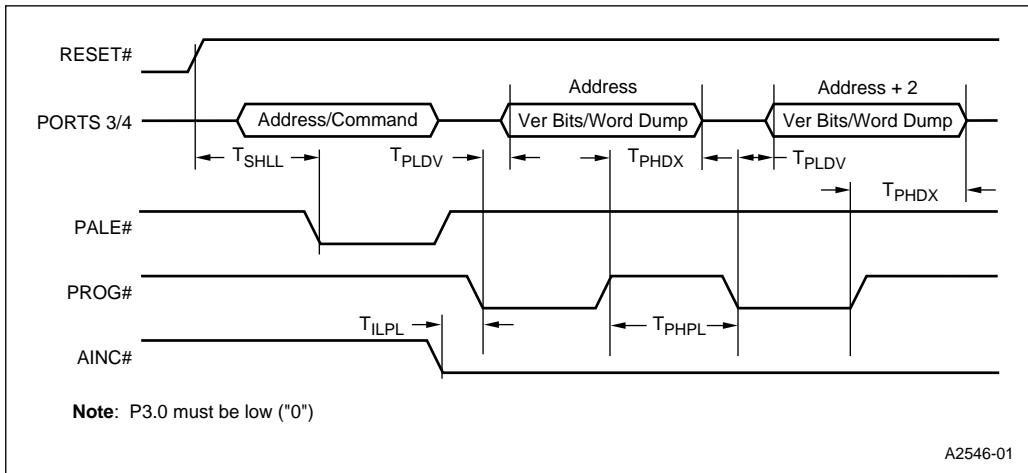 RESET#
Address
Address + 2
PORTS 3/4
Address/Command
Ver Bits/Word Dump
Ver Bits/Word Dump
TSHLL
TPLDV
TPHDX
TPLDV
TPHDX
PALE#
PROG#
TILPL
TPHPL
AINC#
Note: P3.0 must be low ("0")
A2546-01